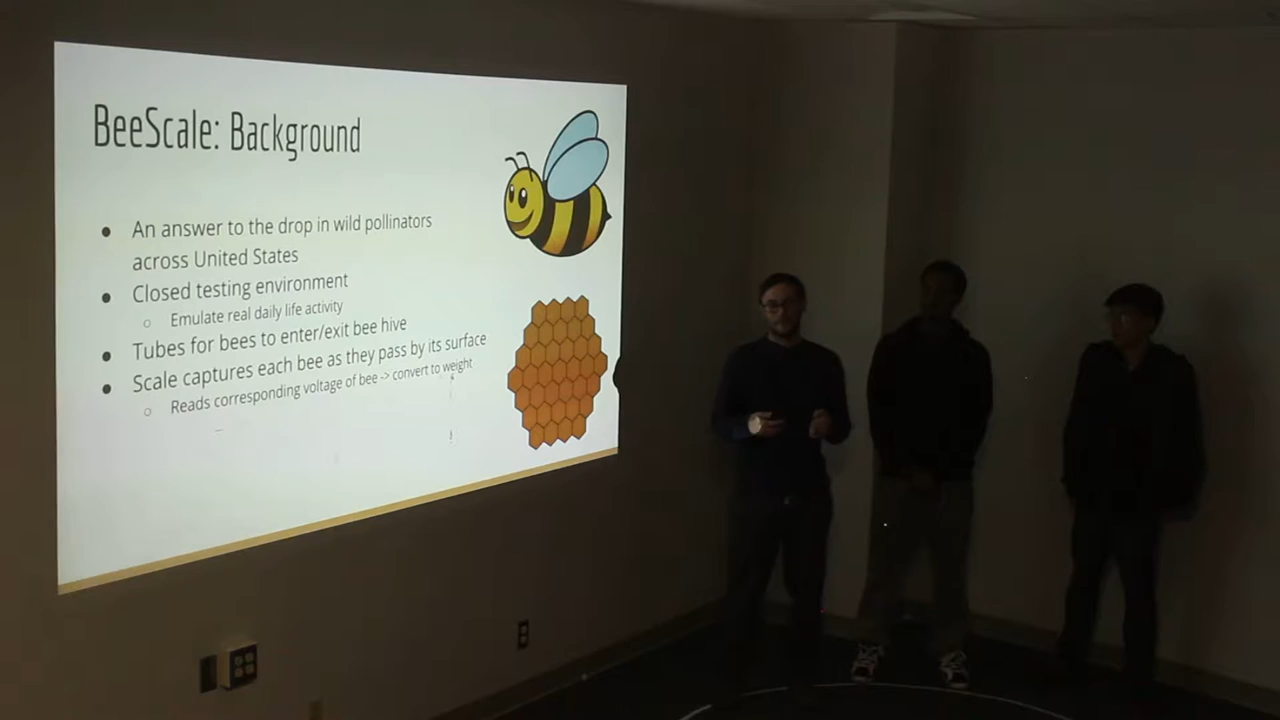 BeeScale: Background
An answer to the drop in wild pollinators
across United States
Closed testing environment
Emulate real daily life activity
Tubes for bees to enter/exit bee hive
Scale captures each bee as they pass by its surface
Reads corresponding voltage of bee -> convert to weight